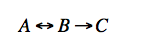 A ↔ B → C